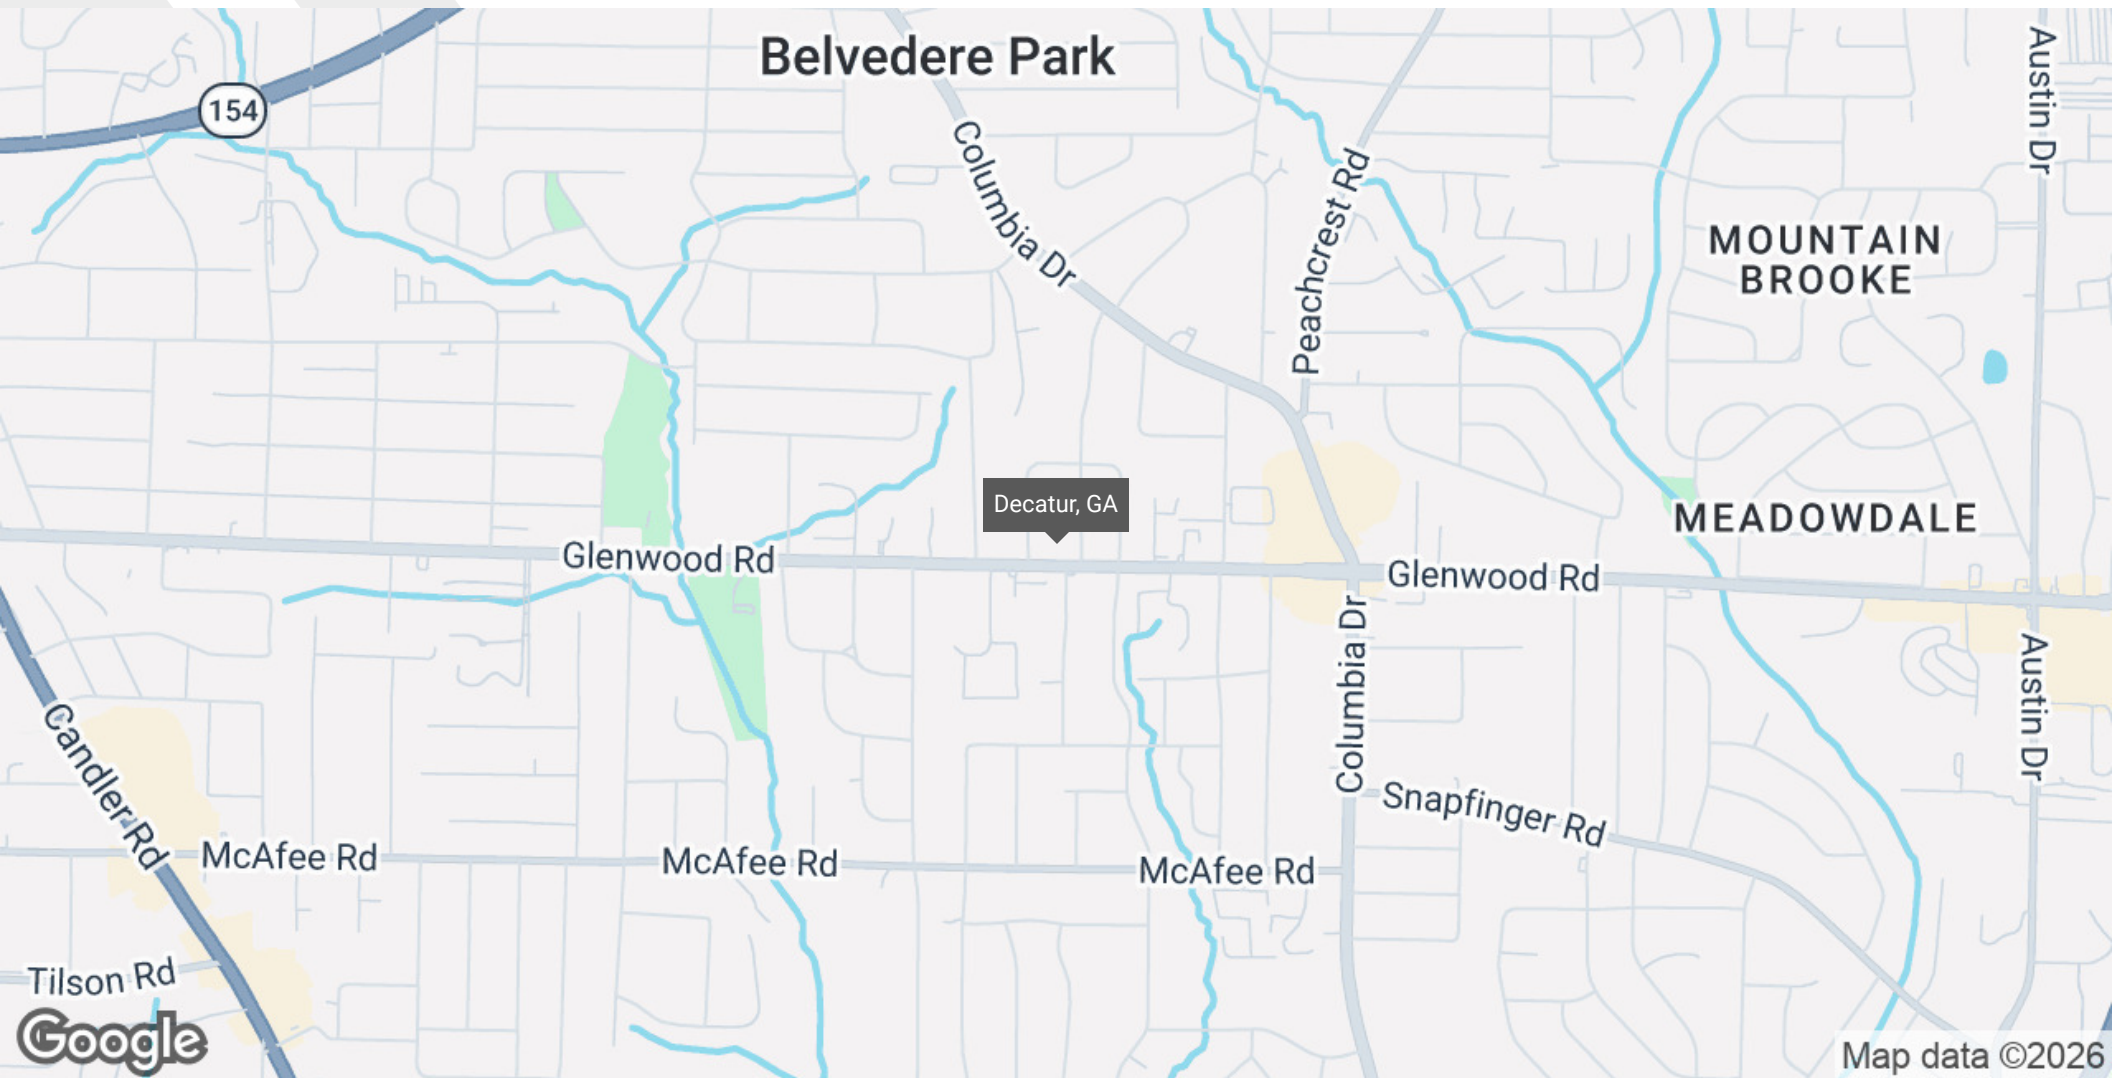 Belvedere Park
154
Austin Dr
Columbia Dr
Peachcrest Rd
MOUNTAIN
BROOKE
Decatur, GA
MEADOWDALE
Glenwood Rd
Glenwood Rd
Columbia Dr
Austin Dr
Candler Rd
Snapfinger Rd
McAfee Rd
McAfee Rd
McAfee Rd
Tilson Rd
Google
Map data ©2026